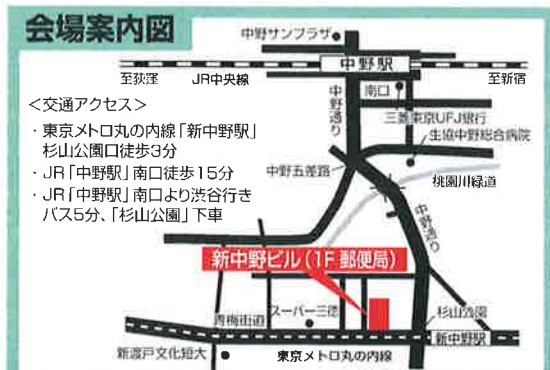 会場案内図
中野サンプラザ
中野駅
至荻窪
JR中央線
至新宿
南口
中野通り
三菱東京UFJ銀行
生協中野総合病院
＜交通アクセス＞
・東京メトロ丸の内線「新中野駅」
杉山公園口徒歩3分
・JR「中野駅」南口徒歩15分
・JR「中野駅」南口より渋谷行き
バス5分、「杉山公園」下車
中野五差路
桃園川緑道
中野通り
新中野ビル(1F 郵便局)
青梅街道
スーパー三徳
杉山公園
新中野駅
新渡戸文化短大
東京メトロ丸の内線